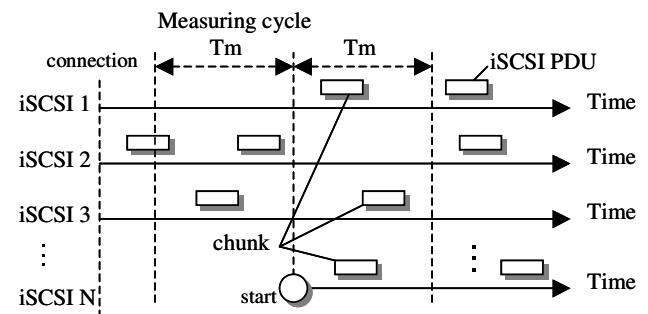 Measuring cycle
connection
Tm
Tm
iSCSI PDU
iSCSI 1
Time
iSCSI 2
Time
iSCSI 3
Time
chunk
iSCSI N
start
Time